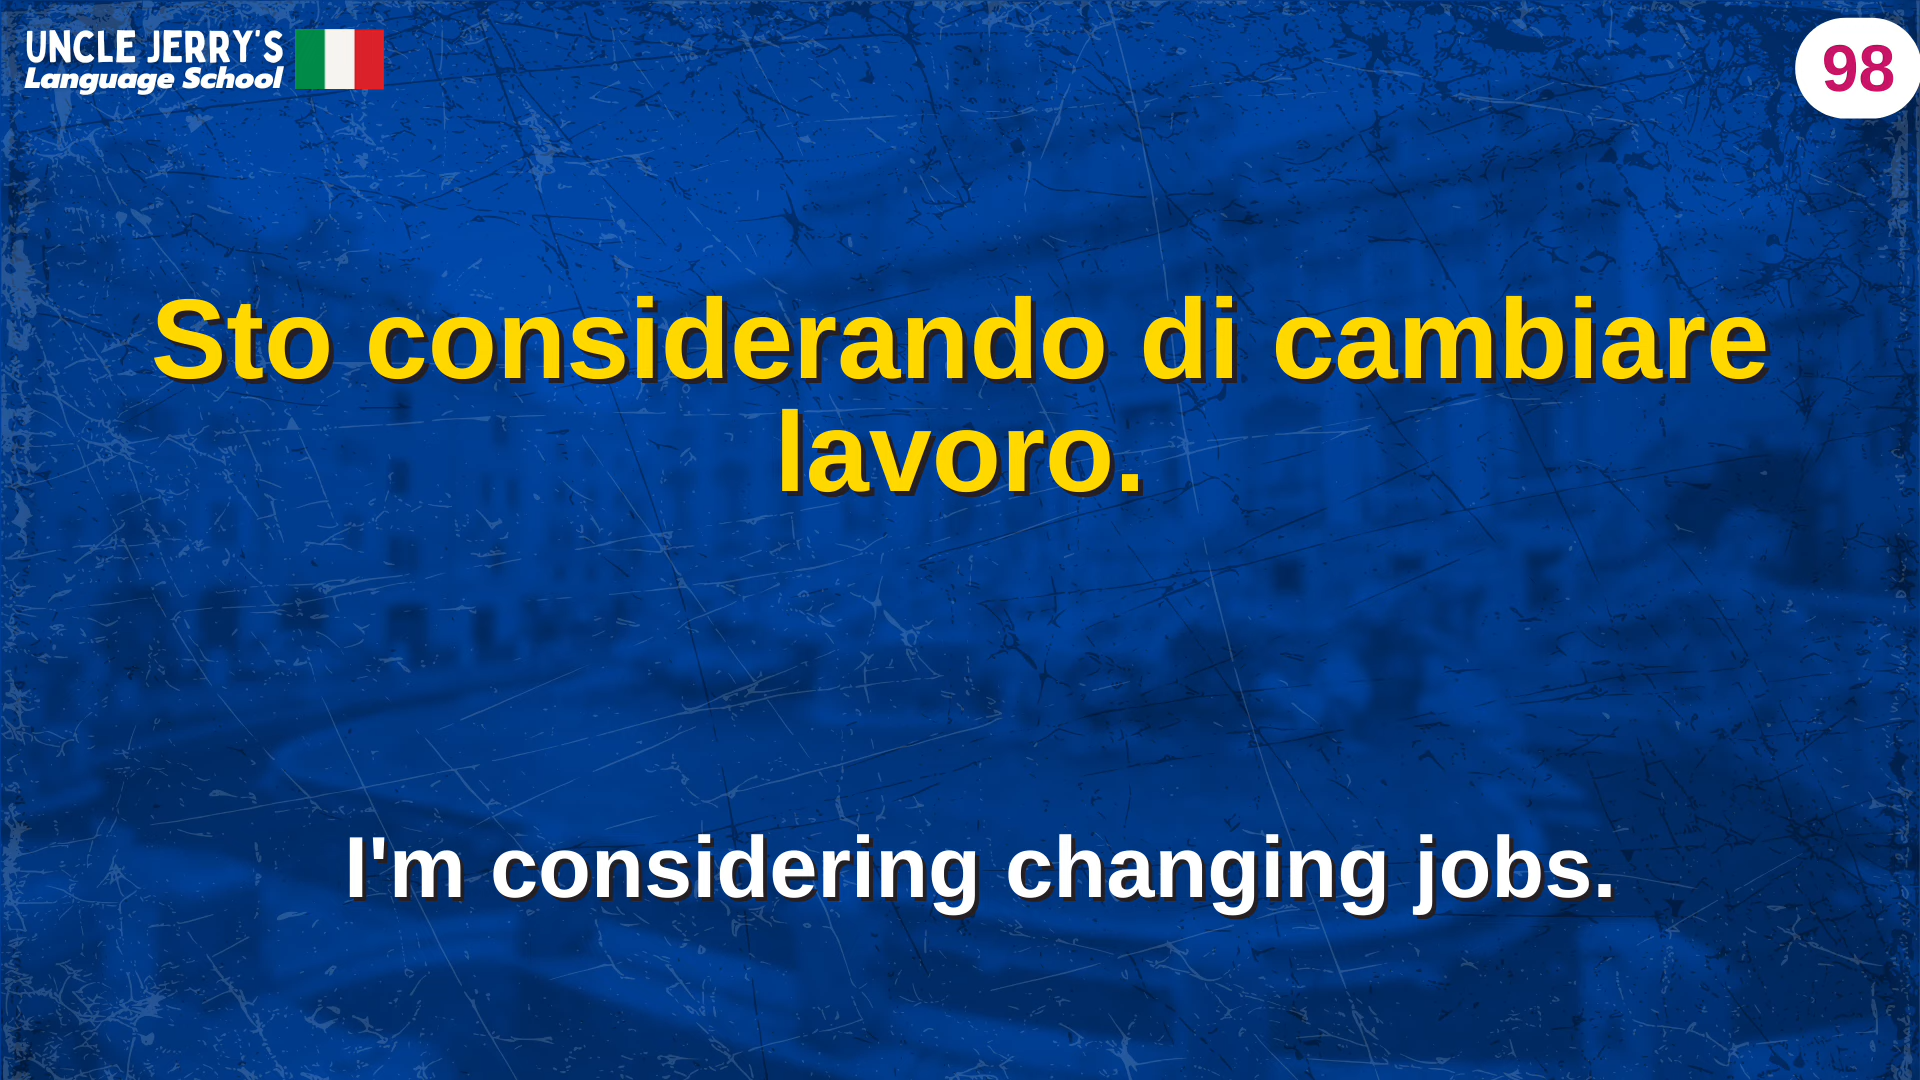 UNCLE JERRY'S
Language School
98
Sto considerando di cambiare
lavoro.
I'm considering changing jobs.